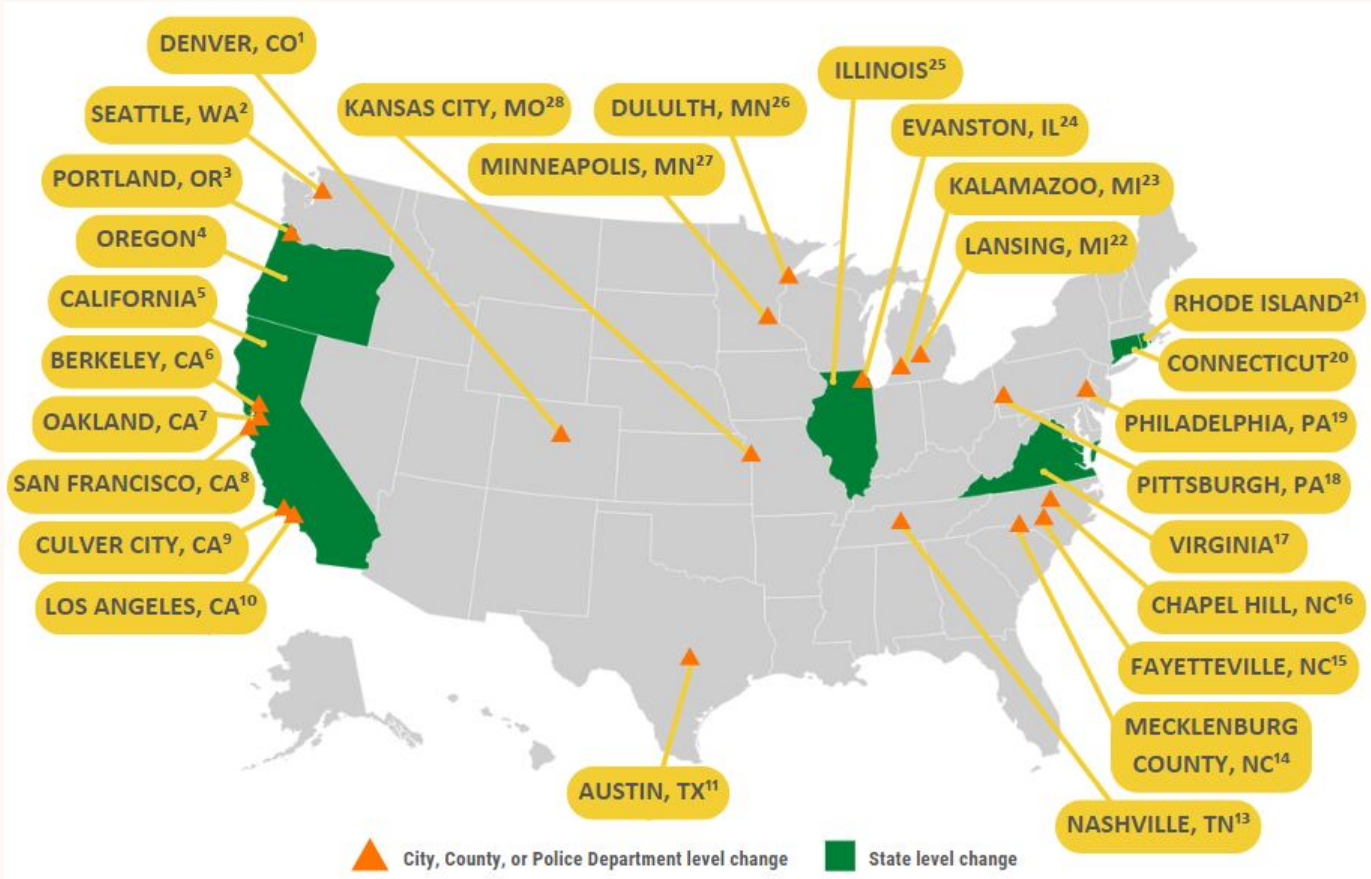 DENVER, CO¹
SEATTLE, WA²
PORTLAND, OR³
OREGON⁴
CALIFORNIA⁵
BERKELEY, CA⁶
OAKLAND, CA⁷
SAN FRANCISCO, CA⁸
CULVER CITY, CA⁹
LOS ANGELES, CA¹⁰
KANSAS CITY, MO²⁸
DULULTH, MN²⁶
MINNEAPOLIS, MN²⁷
ILLINOIS²⁵
EVANSTON, IL²⁴
KALAMAZOO, MI²³
LANSING, MI²²
RHODE ISLAND²¹
CONNECTICUT²⁰
PHILADELPHIA, PA¹⁹
PITTSBURGH, PA¹⁸
VIRGINIA¹⁷
CHAPEL HILL, NC¹⁶
FAYETTEVILLE, NC¹⁵
MECKLENBURG
COUNTY, NC¹⁴
NASHVILLE, TN¹³
AUSTIN, TX¹¹
City, County, or Police Department level change
State level change